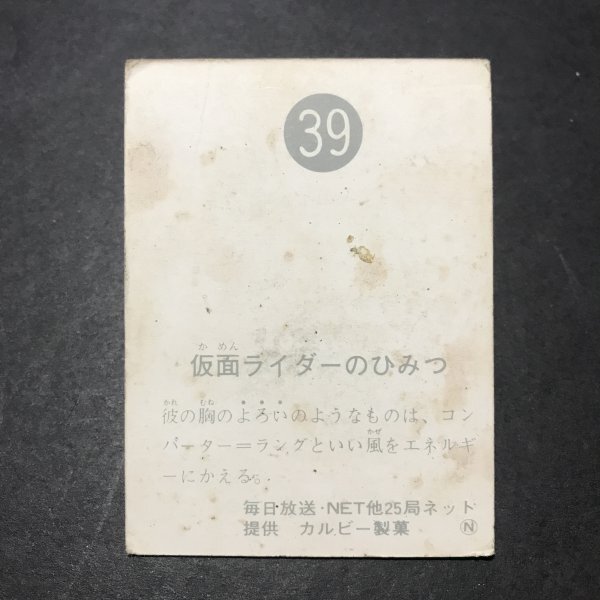 39
かめん
仮面ライダーのひみつ
かれ むね
彼の胸のよろいのようなものは、コン
かぜ
バーター＝ラングといい風をエネルギ
ーにかえる。
毎日放送・NET他25局ネット
提供 カルビー製菓 Ⓝ